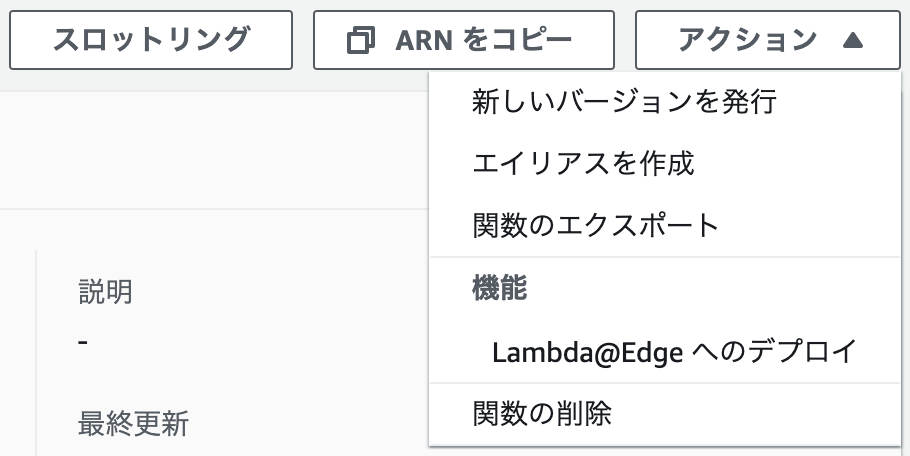 スロットリング
ARN をコピー
アクション ▲
新しいバージョンを発行
エイリアスを作成
関数のエクスポート
機能
Lambda@Edge へのデプロイ
関数の削除
説明
-
最終更新